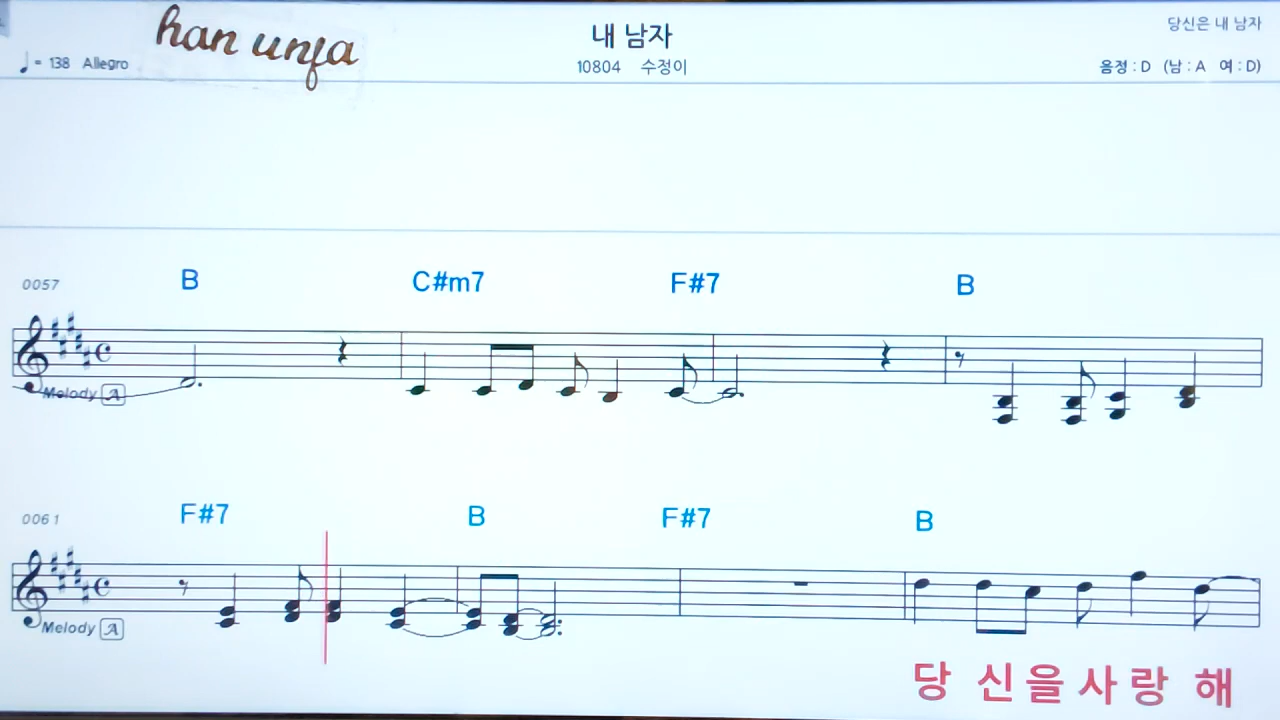 han unja
내 남자
당신은 내 남자
♩= 138 Allegro
10804 수정이
음정 : D (남 : A 여 : D)
0057 B C#m7 F#7 B
Melody A
0061 F#7 B F#7 B
Melody A
당 신을 사랑 해